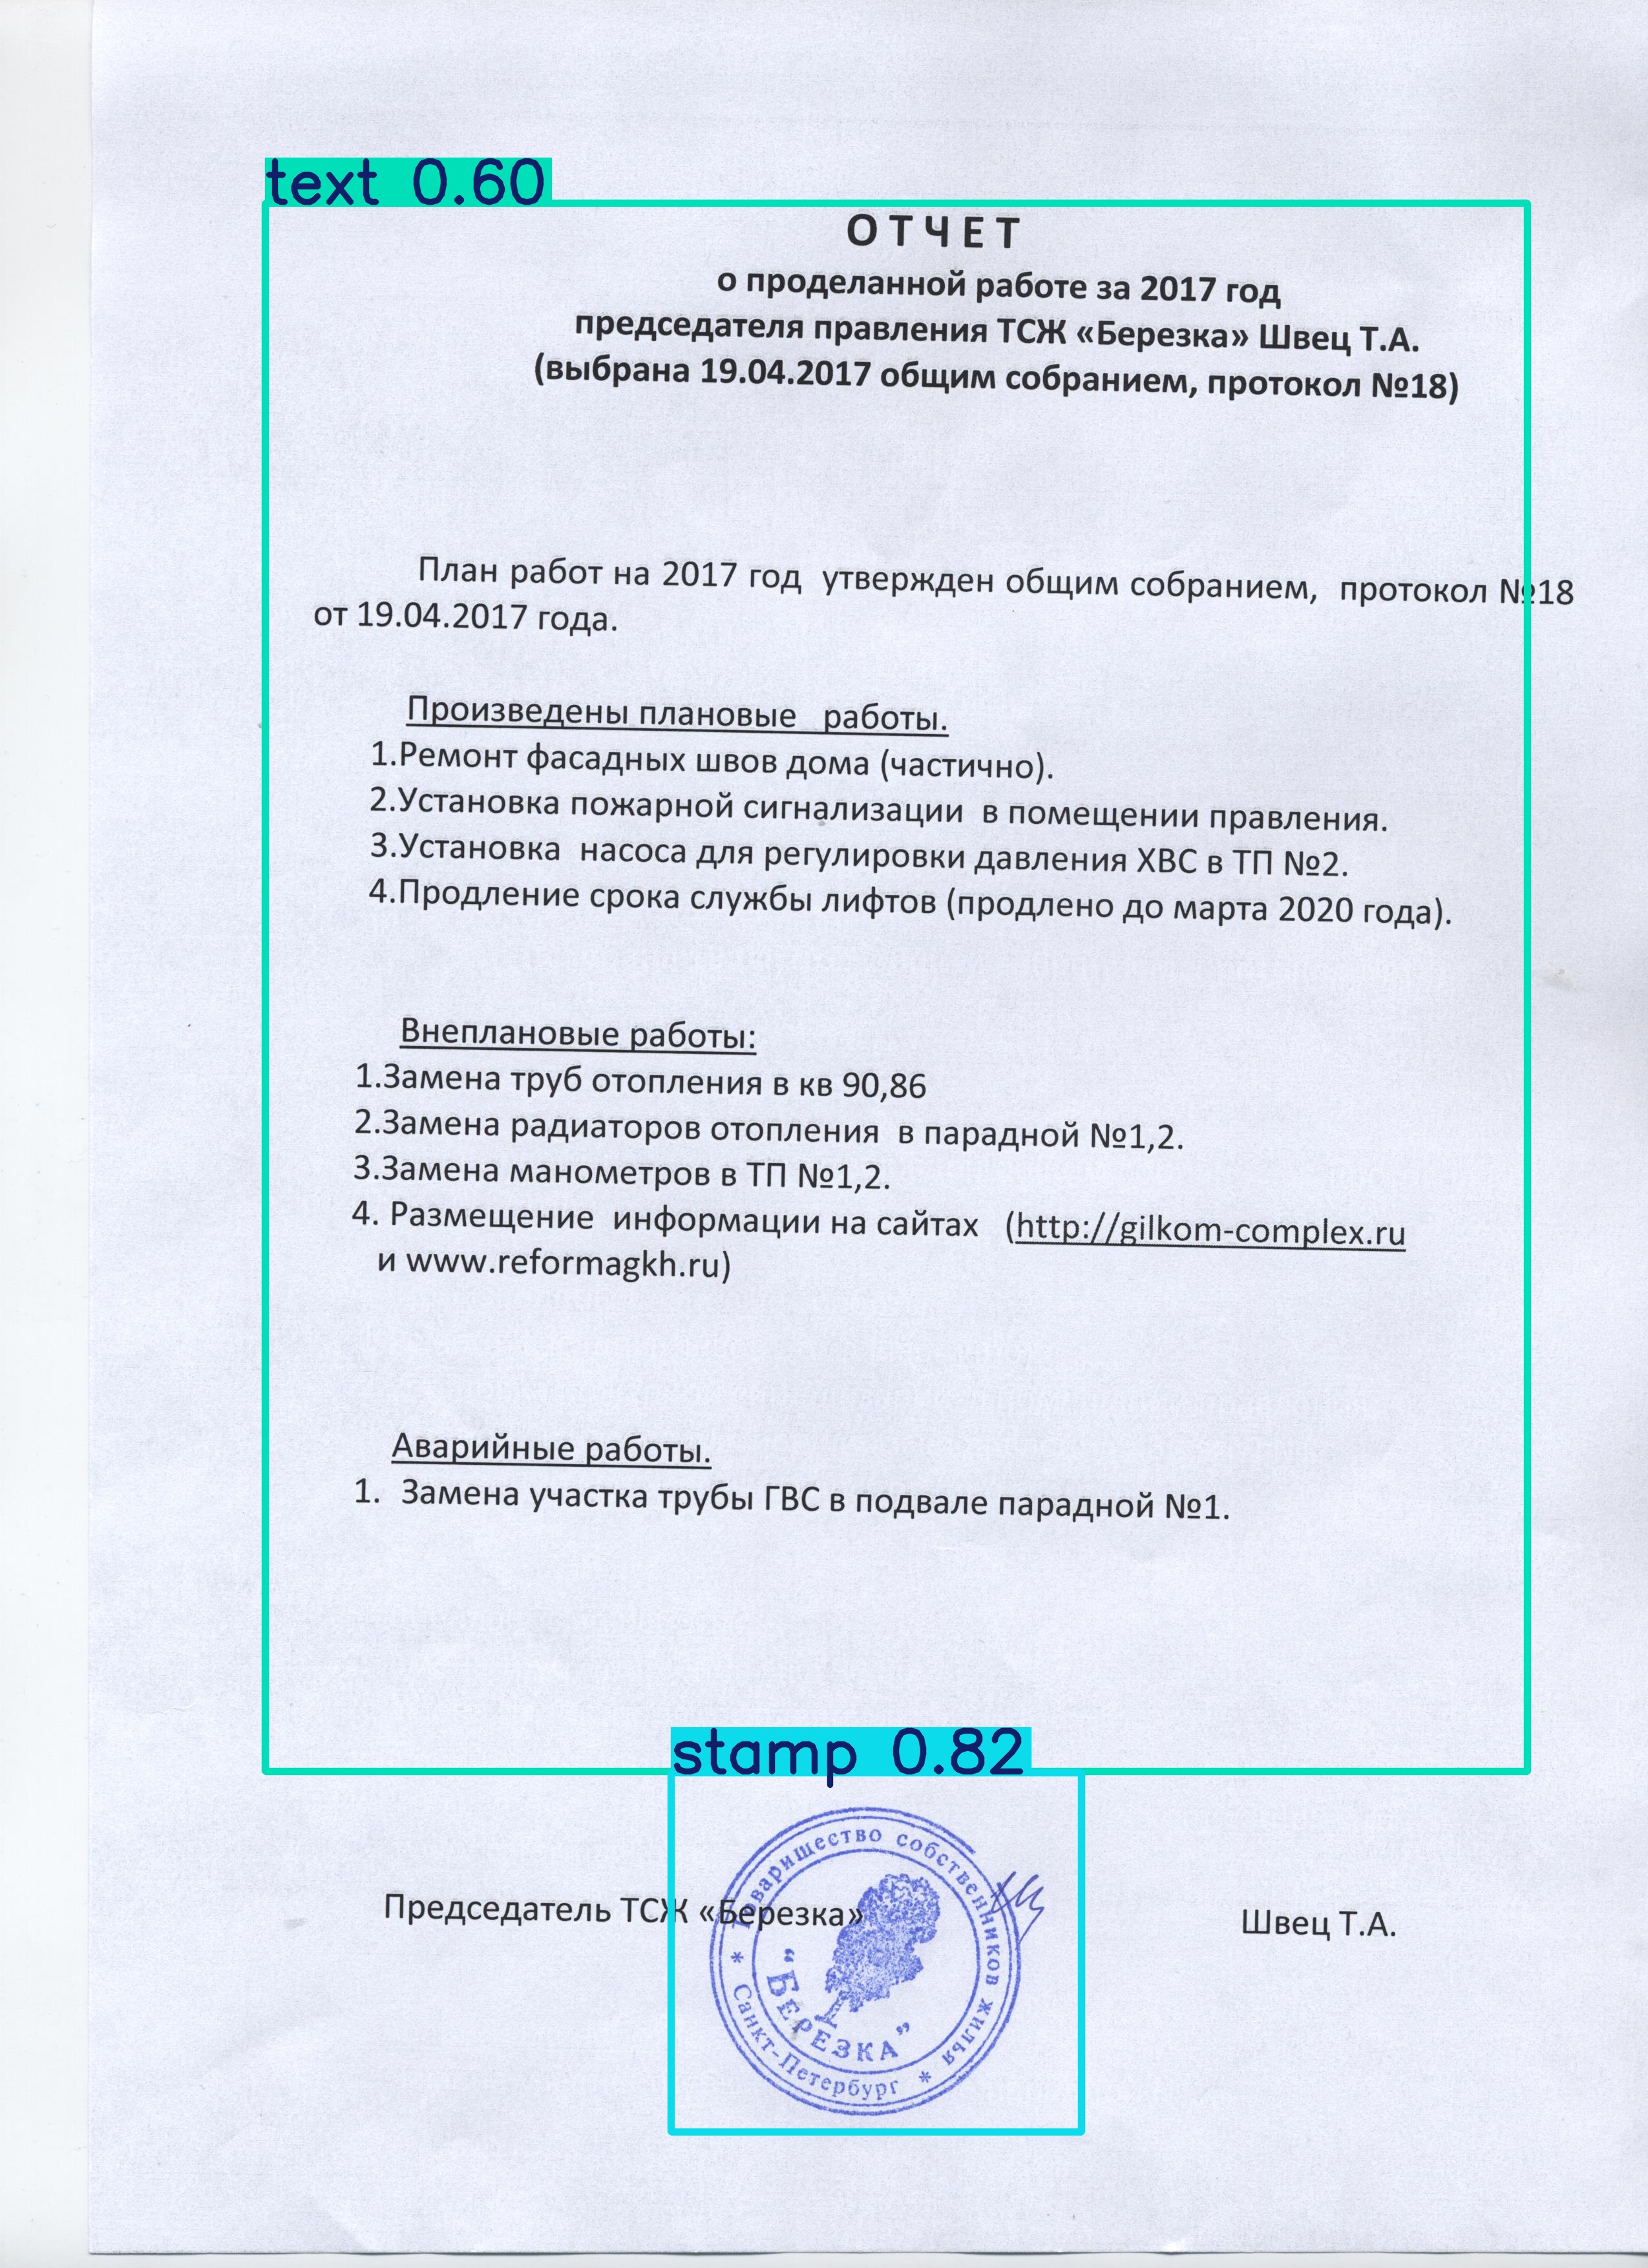 text 0.60
О Т Ч Е Т
о проделанной работе за 2017 год
председателя правления ТСЖ «Березка» Швец Т.А.
(выбрана 19.04.2017 общим собранием, протокол №18)
План работ на 2017 год утвержден общим собранием, протокол №18
от 19.04.2017 года.
Произведены плановые работы.
1.Ремонт фасадных швов дома (частично).
2.Установка пожарной сигнализации в помещении правления.
3.Установка насоса для регулировки давления ХВС в ТП №2.
4.Продление срока службы лифтов (продлено до марта 2020 года).
Внеплановые работы:
1.Замена труб отопления в кв 90,86
2.Замена радиаторов отопления в парадной №1,2.
3.Замена манометров в ТП №1,2.
4. Размещение информации на сайтах (http://gilkom-complex.ru
и www.reformagkh.ru)
Аварийные работы.
1. Замена участка трубы ГВС в подвале парадной №1.
stamp 0.82
Председатель ТСЖ «Березка»
Швец Т.А.
* Товарищество собственников жилья *
Санкт-Петербург
"БЕРЕЗКА"